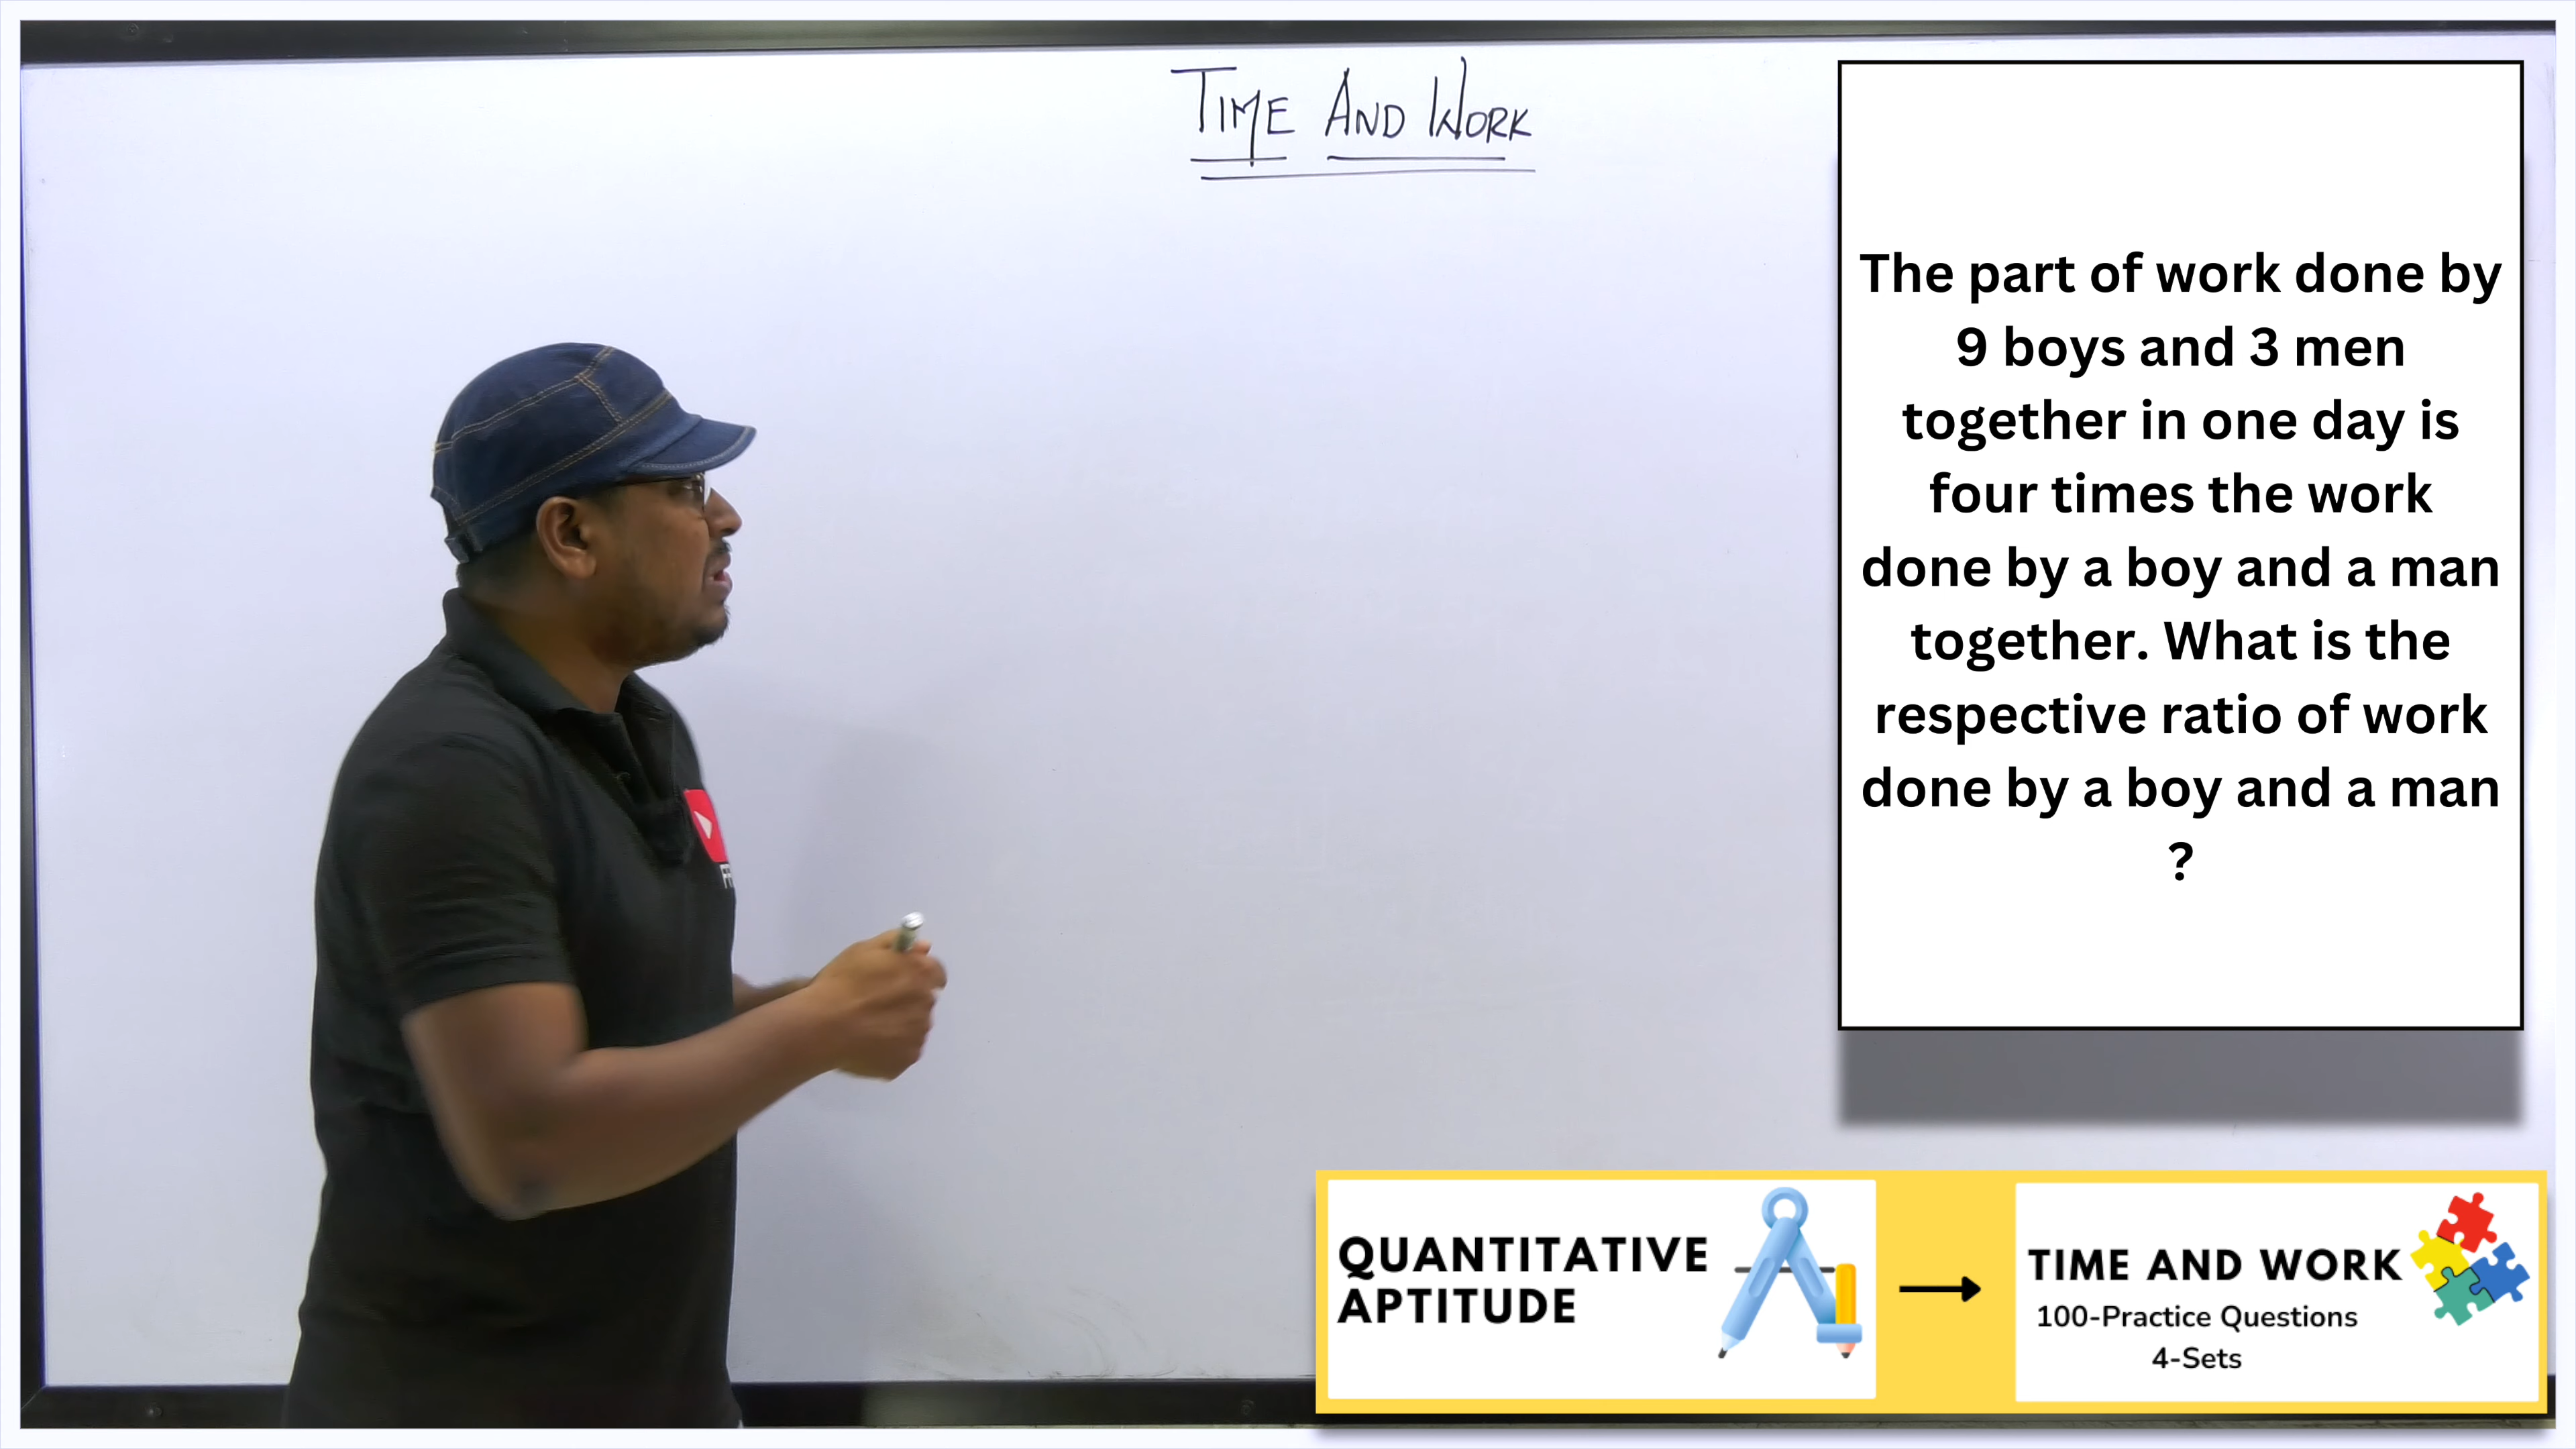 TIME AND WORK
The part of work done by
9 boys and 3 men
together in one day is
four times the work
done by a boy and a man
together. What is the
respective ratio of work
done by a boy and a man
?
QUANTITATIVE
APTITUDE
TIME AND WORK
100-Practice Questions
4-Sets